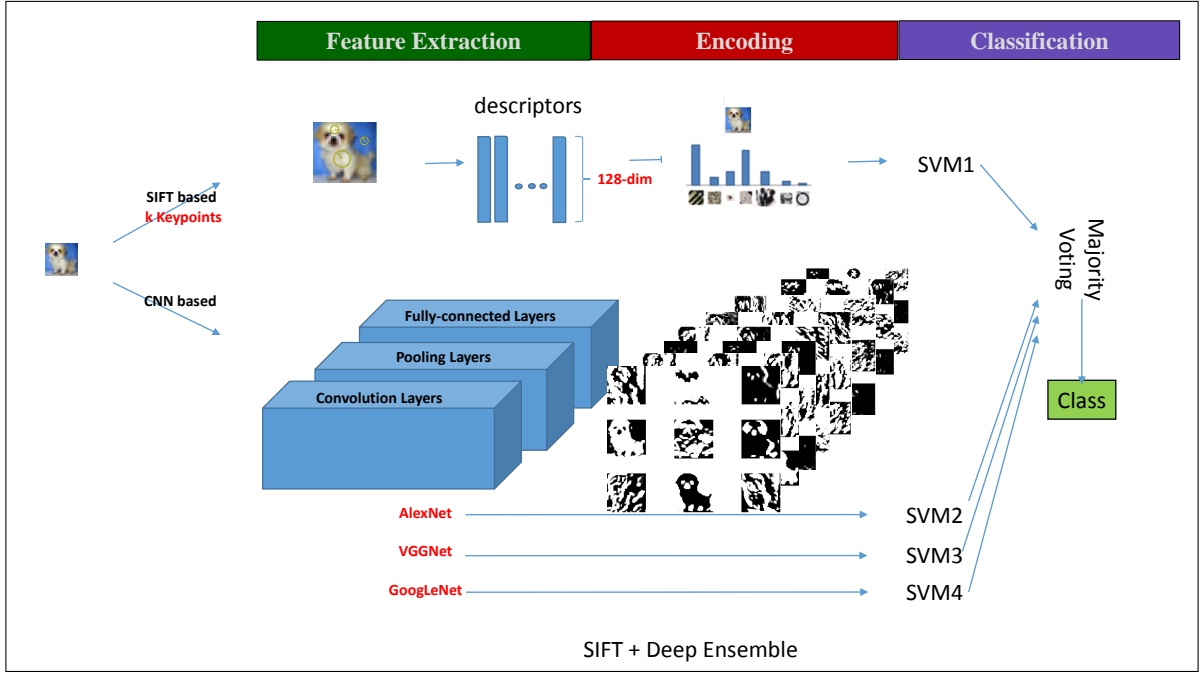 Feature Extraction
Encoding
Classification
descriptors
128-dim
SVM1
SIFT based
k Keypoints
Majority
Voting
CNN based
Fully-connected Layers
Pooling Layers
Convolution Layers
Class
AlexNet
SVM2
VGGNet
SVM3
GoogLeNet
SVM4
SIFT + Deep Ensemble